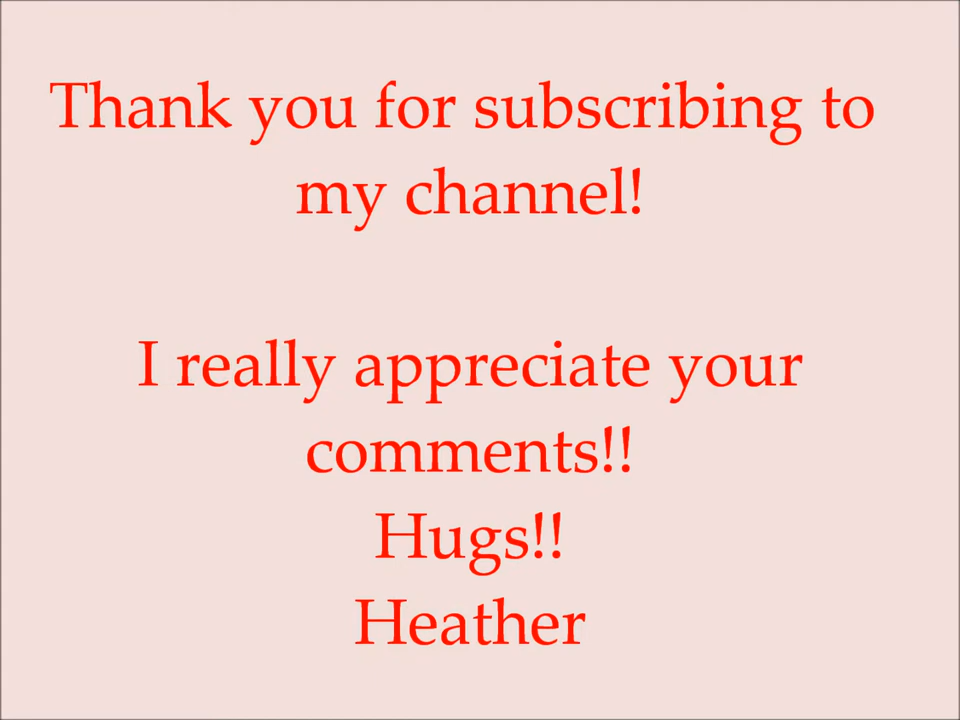 Thank you for subscribing to
my channel!
I really appreciate your
comments!!
Hugs!!
Heather